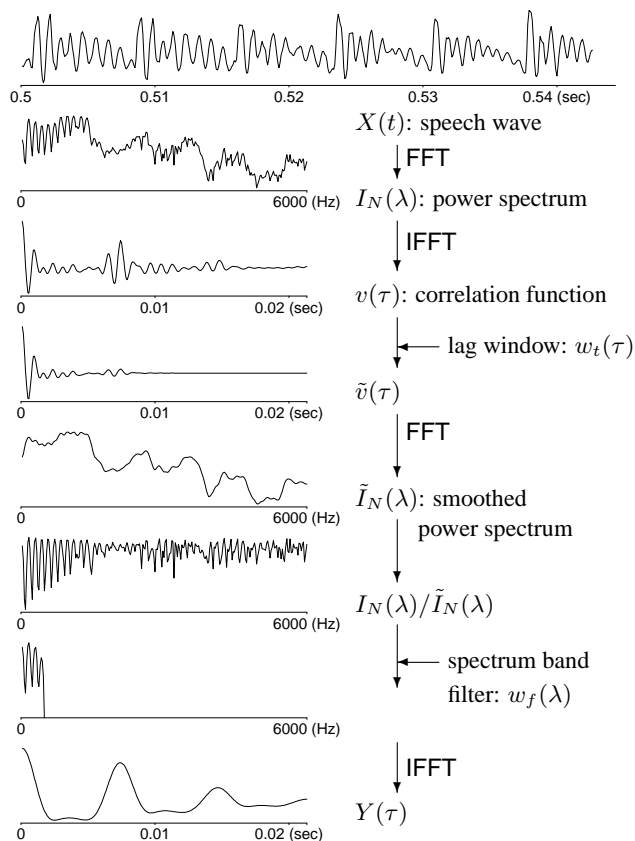 0.5 0.51 0.52 0.53 0.54 (sec)
X(t): speech wave
FFT
0 6000 (Hz)
I_N(λ): power spectrum
IFFT
0 0.01 0.02 (sec)
v(τ): correlation function
lag window: w_t(τ)
0 0.01 0.02 (sec)
ṽ(τ)
FFT
0 6000 (Hz)
Ĩ_N(λ): smoothed
power spectrum
0 6000 (Hz)
I_N(λ)/Ĩ_N(λ)
spectrum band
filter: w_f(λ)
0 6000 (Hz)
IFFT
Y(τ)
0 0.01 0.02 (sec)